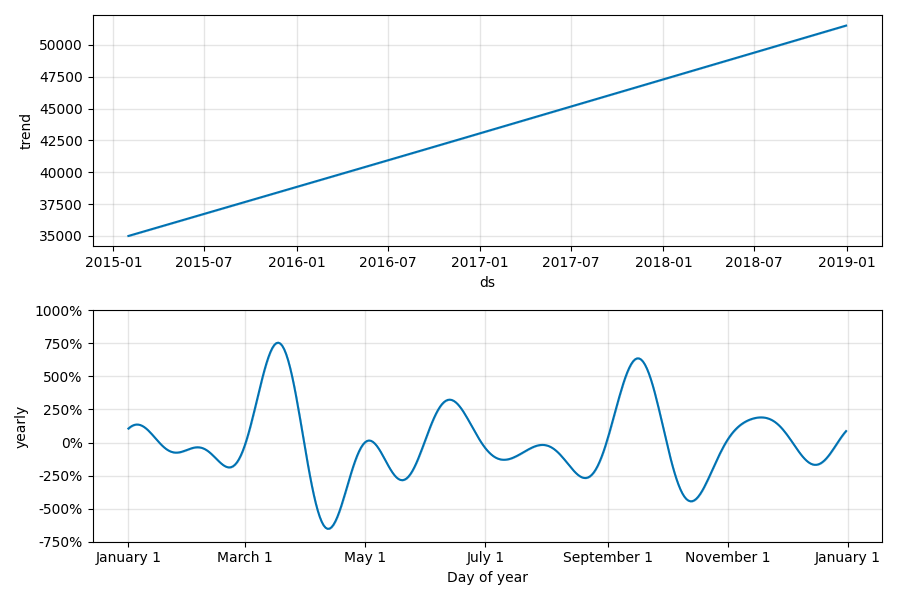 50000
47500
45000
42500
40000
37500
35000
trend
2015-01 2015-07 2016-01 2016-07 2017-01 2017-07 2018-01 2018-07 2019-01
ds
1000%
750%
500%
250%
0%
-250%
-500%
-750%
yearly
January 1 March 1 May 1 July 1 September 1 November 1 January 1
Day of year